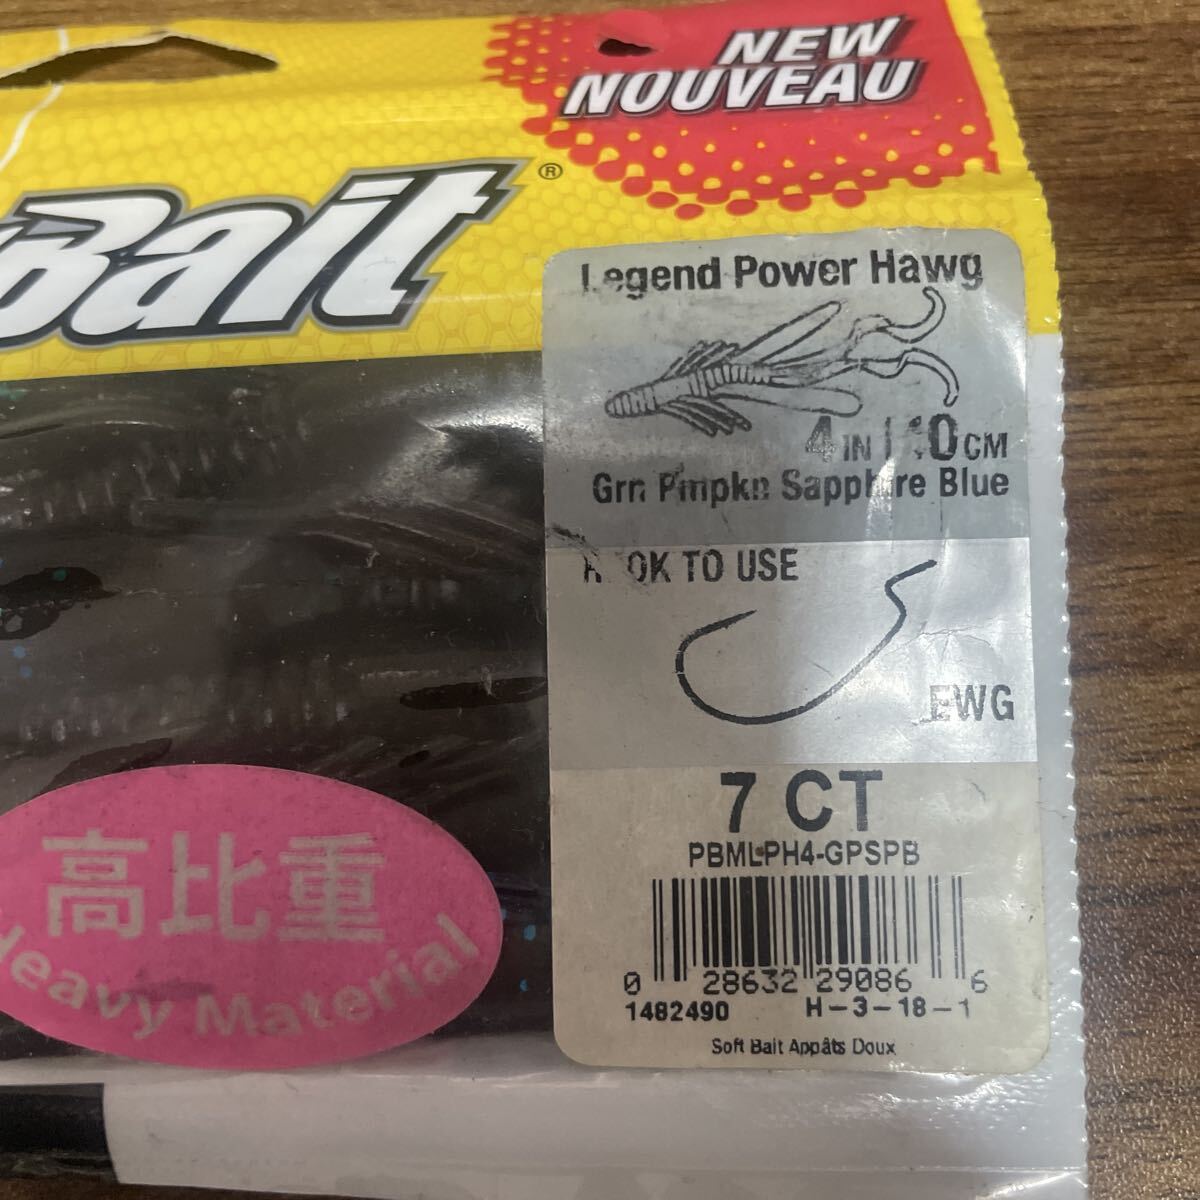 NEW
NOUVEAU
Bait®
Legend Power Hawg
4 IN | 10 CM
Grn Pmpkn Sapphire Blue
HOOK TO USE
EWG
7 CT
PBMLPH4-GPSPB
0 28632 29086 6
1482490 H-3-18-1
Soft Bait Appâts Doux
高比重
Heavy Material